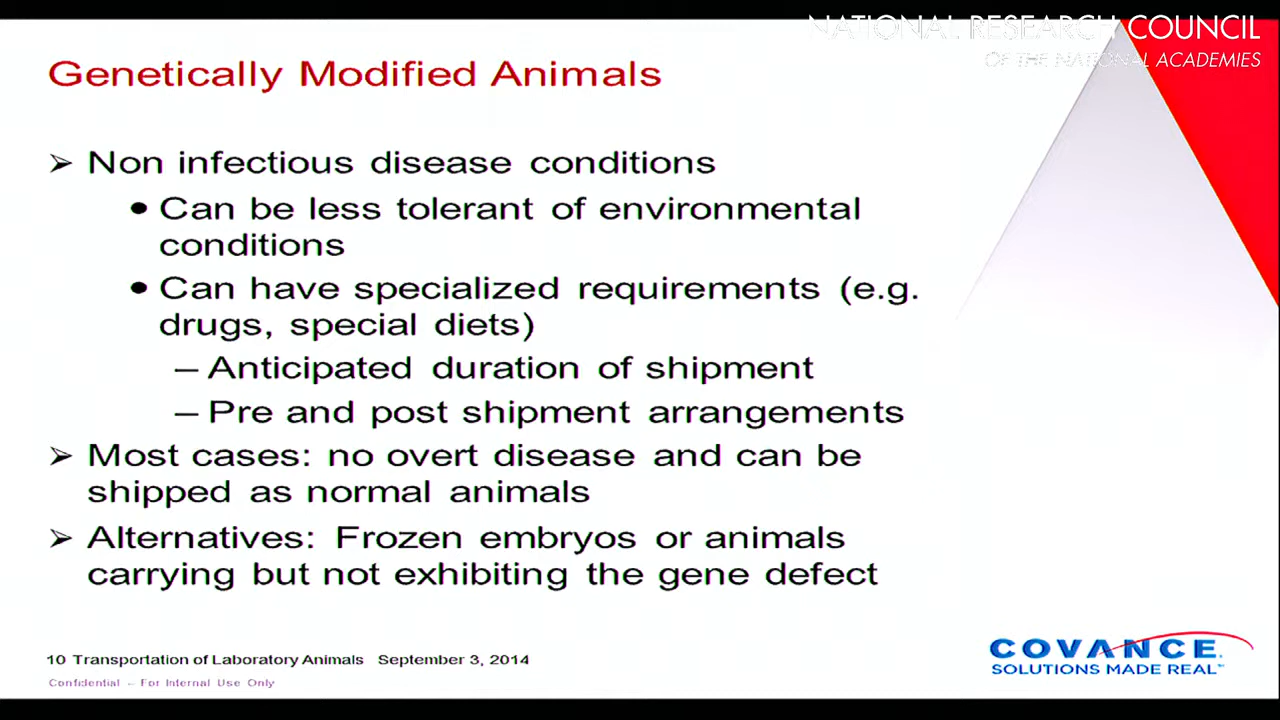 NATIONAL RESEARCH COUNCIL
OF THE NATIONAL ACADEMIES
Genetically Modified Animals
➢ Non infectious disease conditions
• Can be less tolerant of environmental
conditions
• Can have specialized requirements (e.g.
drugs, special diets)
– Anticipated duration of shipment
– Pre and post shipment arrangements
➢ Most cases: no overt disease and can be
shipped as normal animals
➢ Alternatives: Frozen embryos or animals
carrying but not exhibiting the gene defect
10 Transportation of Laboratory Animals September 3, 2014
Confidential – For Internal Use Only
COVANCE
SOLUTIONS MADE REAL™